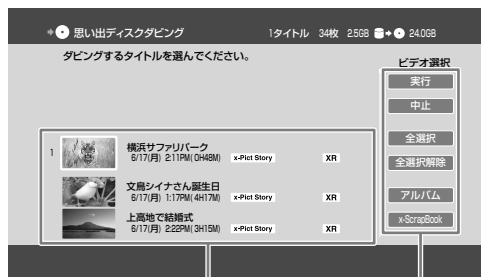 思い出ディスクダビング 1タイトル 34枚 2.5GB 24.0GB
ダビングするタイトルを選んでください。
ビデオ選択
実行
中止
全選択
全選択解除
アルバム
x-ScrapBook
1 横浜サファリパーク
6/17(月) 2:11PM(0H48M) x-Pict Story XR
文鳥シイナさん誕生日
6/17(月) 1:17PM(4H17M) x-Pict Story XR
上高地で結婚式
6/17(月) 2:22PM(3H15M) x-Pict Story XR